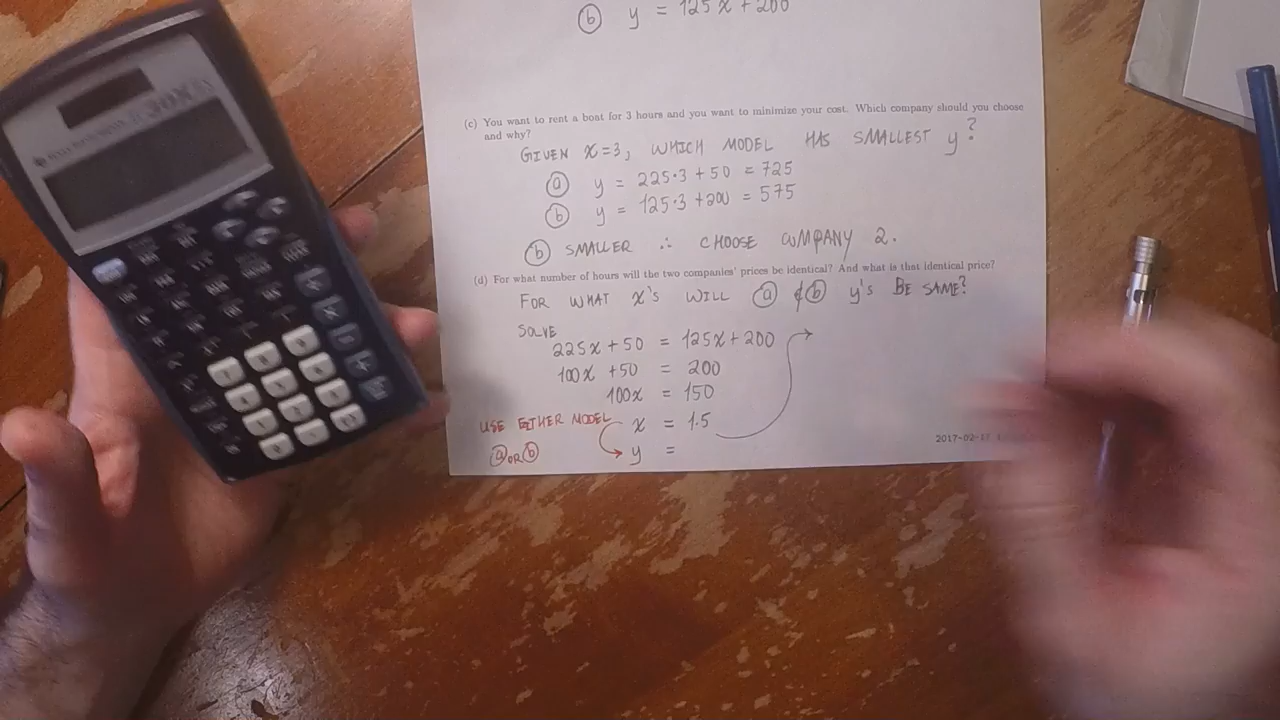 ⓑ y = 125x + 200
(c) You want to rent a boat for 3 hours and you want to minimize your cost. Which company should you choose
and why?
GIVEN x=3, WHICH MODEL HAS SMALLEST y?
ⓐ y = 225·3 + 50 = 725
ⓑ y = 125·3 + 200 = 575
ⓑ SMALLER ∴ CHOOSE COMPANY 2.
(d) For what number of hours will the two companies' prices be identical? And what is that identical price?
FOR WHAT x's WILL ⓐ & ⓑ y's BE SAME?
SOLVE
225x + 50 = 125x + 200
100x + 50 = 200
100x = 150
USE EITHER MODEL x = 1.5
ⓐ OR ⓑ y =